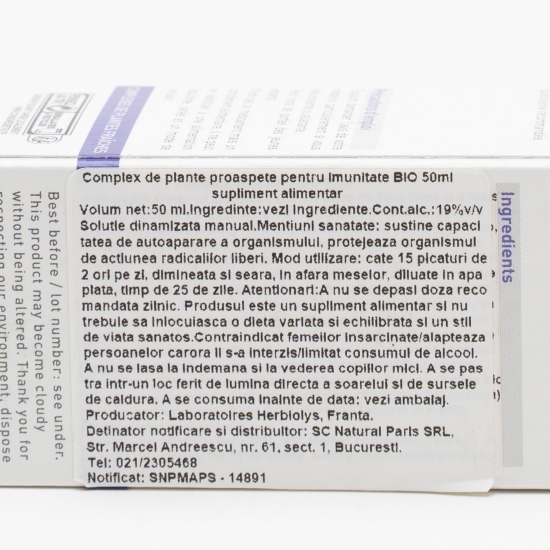 Complex de plante proaspete pentru Imunitate BIO 50ml
supliment alimentar
Volum net:50 ml.Ingredinte:vezi Ingrediente.Cont.alc.:19%v/v
Solutie dinamizata manual.Mentiuni sanatate: sustine capaci
tatea de autoaparare a organismului, protejeaza organismul
de actiunea radicalilor liberi. Mod utilizare: cate 15 picaturi de
2 ori pe zi, dimineata si seara, in afara meselor, diluate in apa
plata, timp de 25 de zile. Atentionari:A nu se depasi doza reco
mandata zilnic. Produsul este un supliment alimentar si nu
trebuie sa inlocuiasca o dieta variata si echilibrata si un stil
de viata sanatos.Contraindicat femeilor insarcinate/alapteaza
persoanelor carora li s-a interzis/limitat consumul de alcool.
A nu se lasa la indemana si la vederea copiilor mici. A se pas
tra intr-un loc ferit de lumina directa a soarelui si de sursele
de caldura. A se consuma inainte de data: vezi ambalaj.
Producator: Laboratoires Herbiolys, Franta.
Detinator notificare si distribuitor: SC Natural Paris SRL,
Str. Marcel Andreescu, nr. 61, sect. 1, Bucuresti.
Tel: 021/2305468
Notificat: SNPMAPS - 14891
Ingredients
Best before / lot number: see under.
This product may become cloudy
without being altered. Thank you for
respecting our environment, dispose